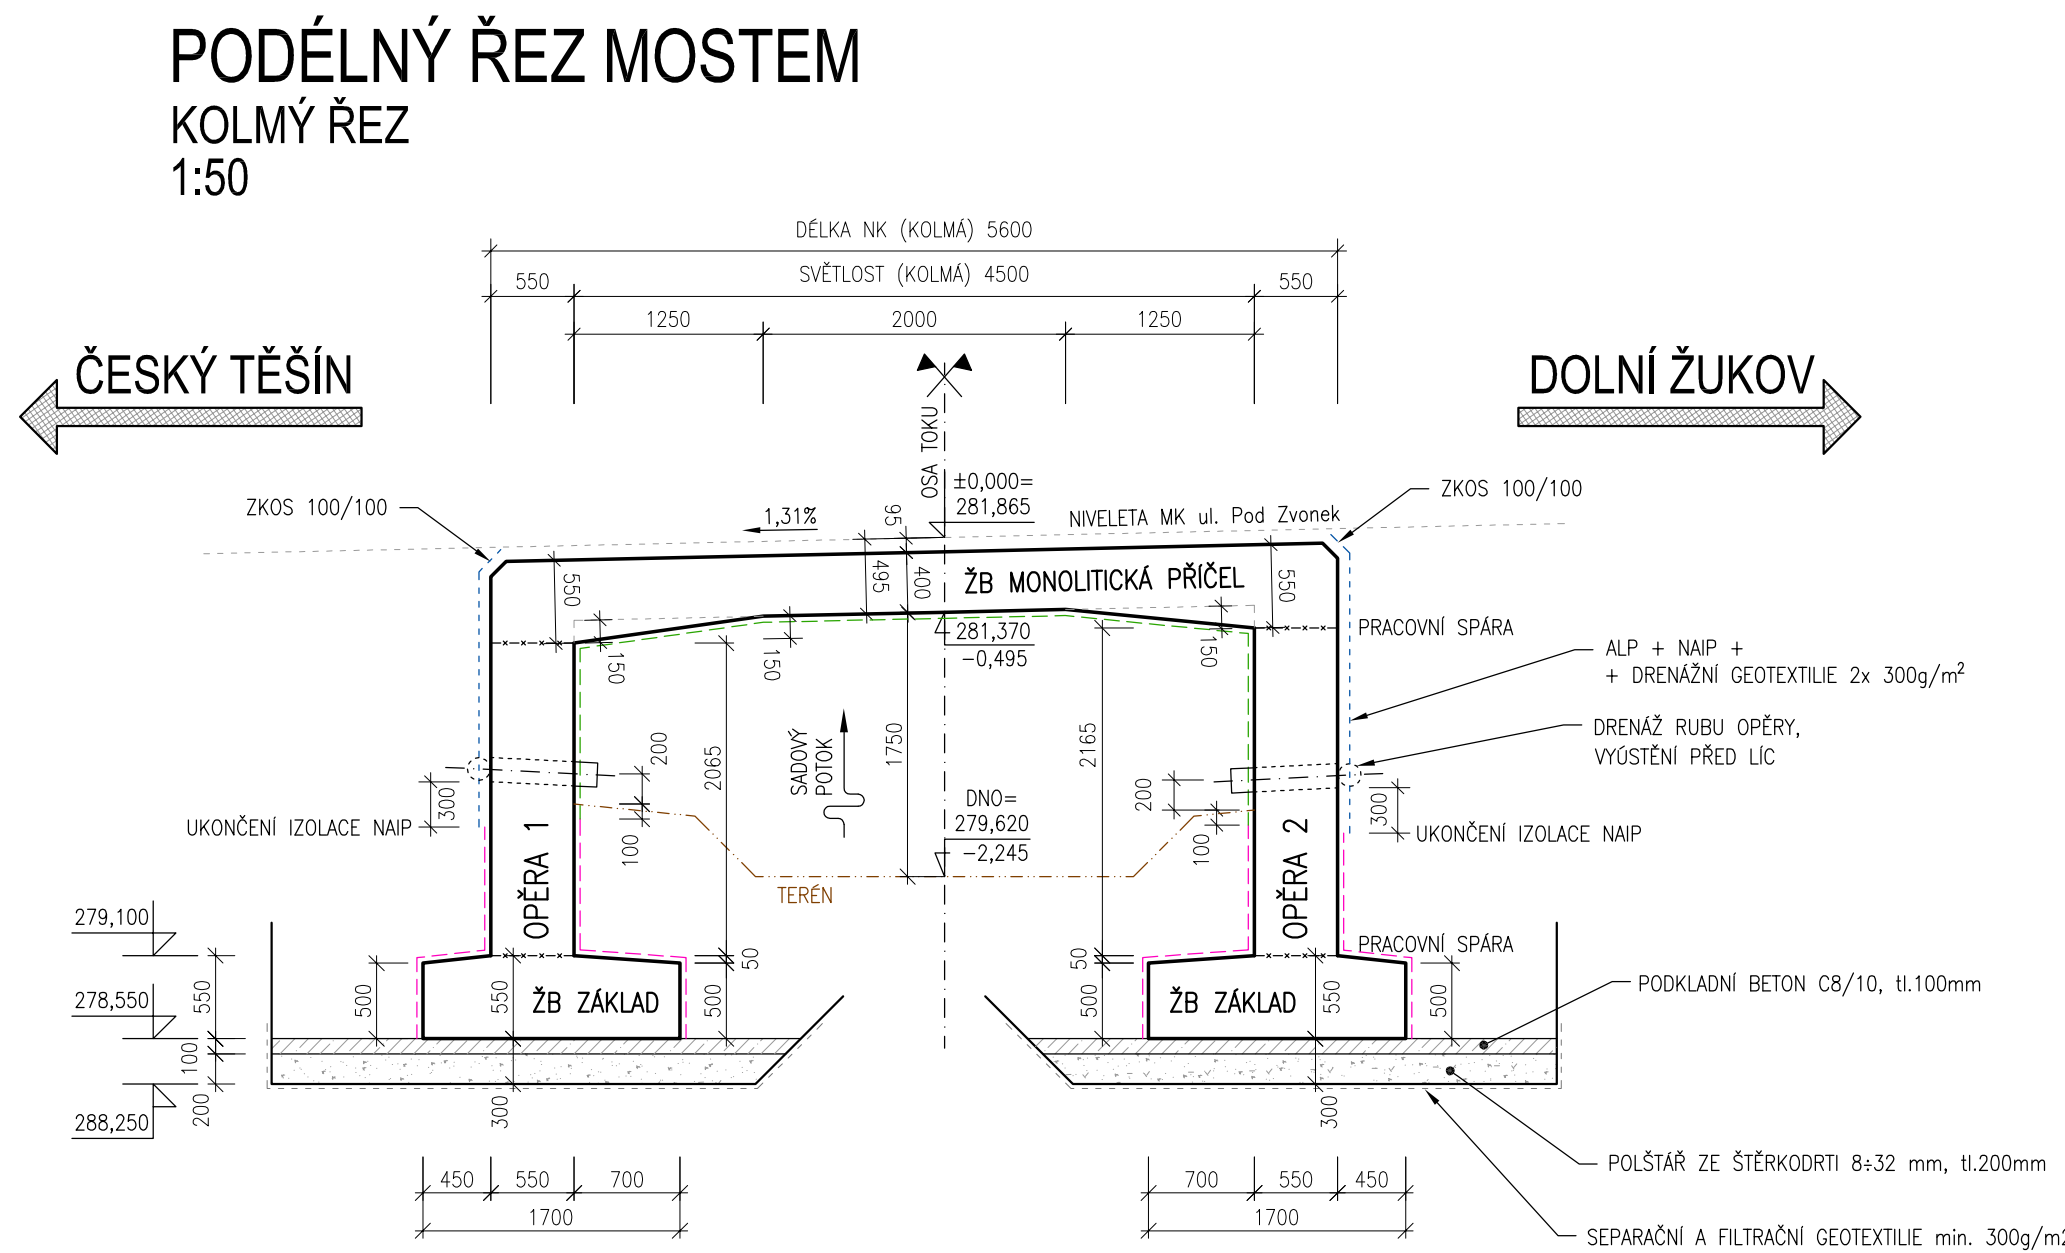 PODÉLNÝ ŘEZ MOSTEM
KOLMÝ ŘEZ
1:50
DÉLKA NK (KOLMÁ) 5600
550
SVĚTLOST (KOLMÁ) 4500
550
1250
2000
1250
ČESKÝ TĚŠÍN
DOLNÍ ŽUKOV
OSA TOKU
ZKOS 100/100
ZKOS 100/100
1,31%
95
±0,000=
281,865
NIVELETA MK ul. Pod Zvonek
550
495
400
ŽB MONOLITICKÁ PŘÍČEL
550
150
150
281,370
-0,495
150
PRACOVNÍ SPÁRA
ALP + NAIP +
+ DRENÁŽNÍ GEOTEXTILIE 2x 300g/m²
DRENÁŽ RUBU OPĚRY,
VYÚSTĚNÍ PŘED LÍC
200
2065
SADOVÝ
POTOK
1750
2165
200
300
100
DNO=
279,620
-2,245
100
300
UKONČENÍ IZOLACE NAIP
UKONČENÍ IZOLACE NAIP
OPĚRA 1
OPĚRA 2
TERÉN
279,100
PRACOVNÍ SPÁRA
50
50
278,550
550
500
550
ŽB ZÁKLAD
500
500
ŽB ZÁKLAD
550
500
PODKLADNÍ BETON C8/10, tl.100mm
100
200
288,250
300
300
POLŠTÁŘ ZE ŠTĚRKODRTI 8÷32 mm, tl.200mm
450
550
700
700
550
450
1700
1700
SEPARAČNÍ A FILTRAČNÍ GEOTEXTILIE min. 300g/m2